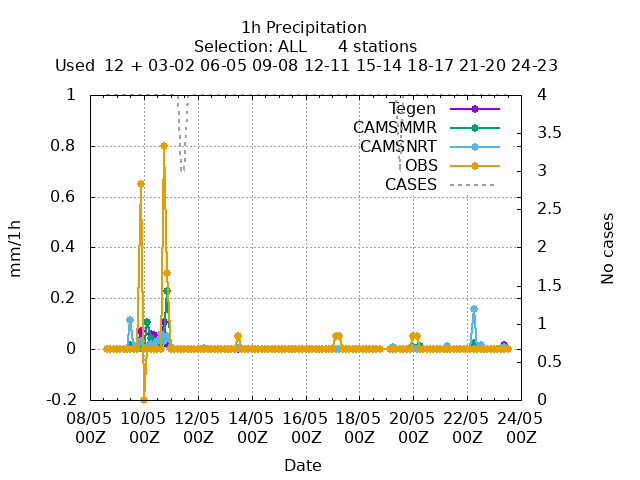 1h Precipitation
Selection: ALL      4 stations
Used  12 + 03-02 06-05 09-08 12-11 15-14 18-17 21-20 24-23
1
0.8
0.6
0.4
0.2
0
-0.2
mm/1h
4
3.5
3
2.5
2
1.5
1
0.5
0
No cases
Tegen
CAMSMMR
CAMSNRT
OBS
CASES
08/05 10/05 12/05 14/05 16/05 18/05 20/05 22/05 24/05
00Z 00Z 00Z 00Z 00Z 00Z 00Z 00Z 00Z
Date